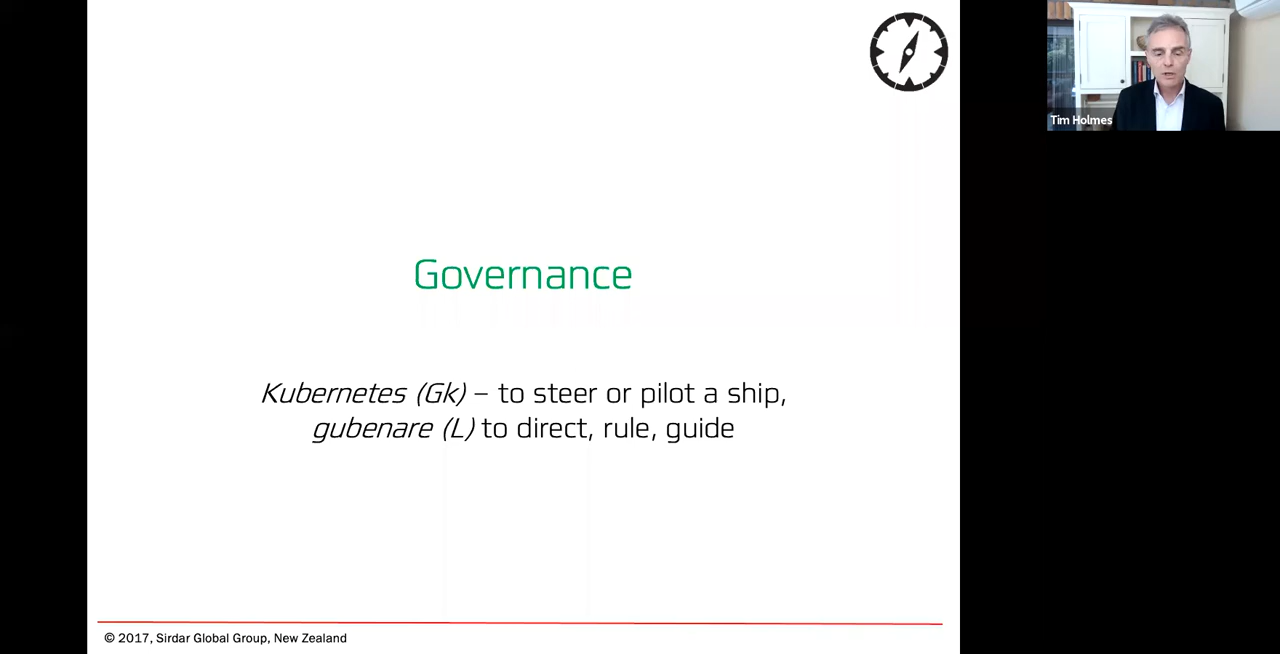 Governance
Kubernetes (Gk) – to steer or pilot a ship,
gubenare (L) to direct, rule, guide
© 2017, Sirdar Global Group, New Zealand
Tim Holmes